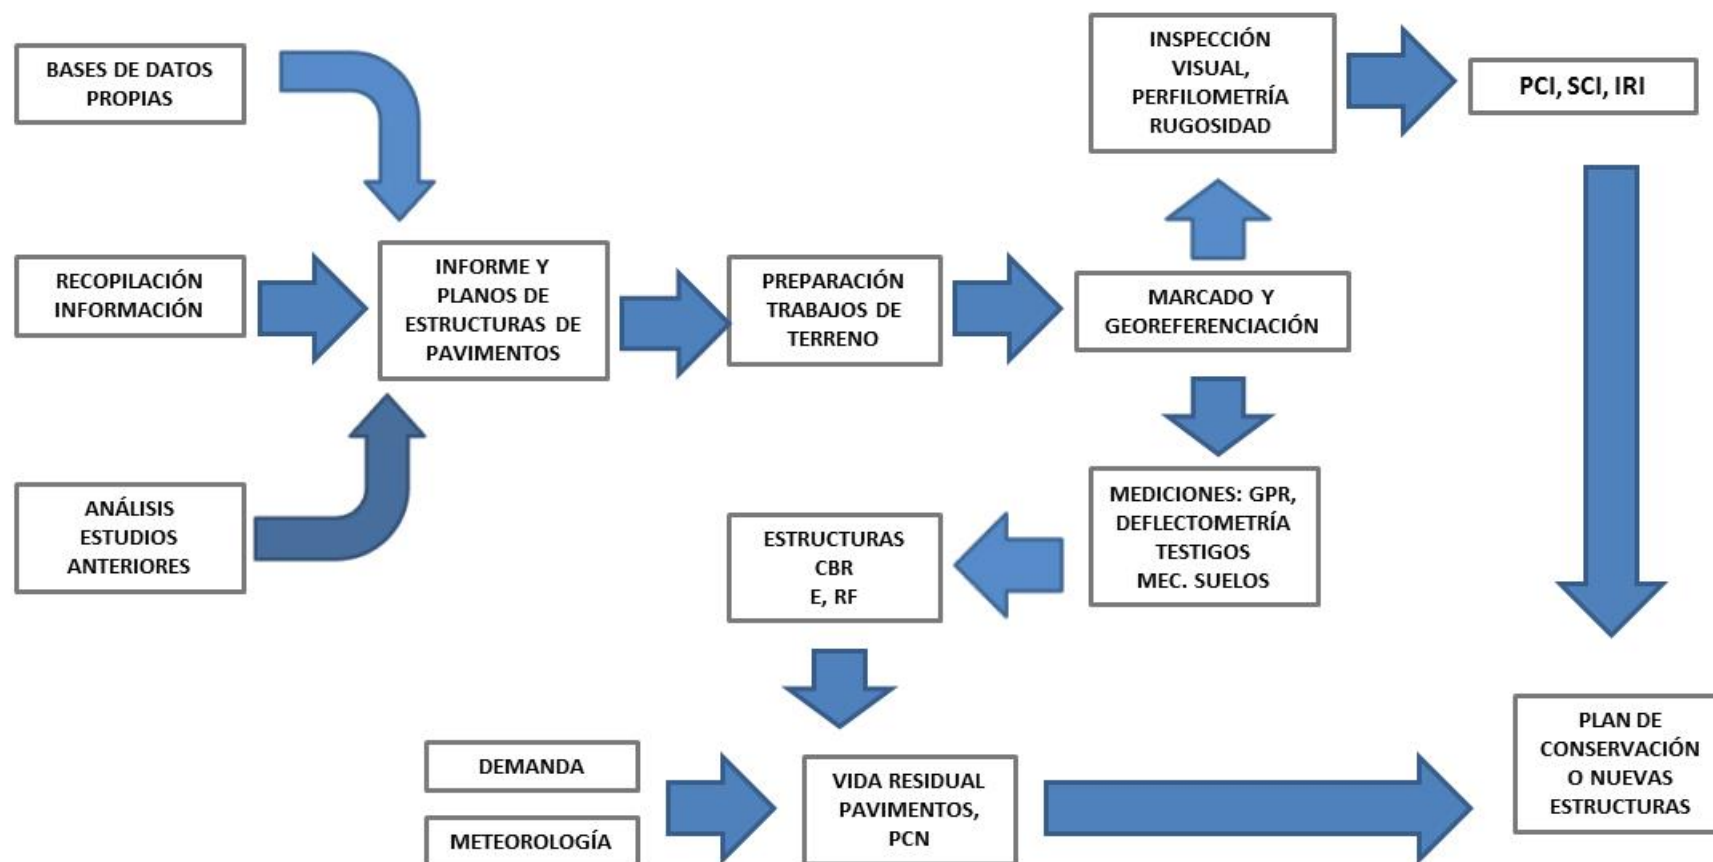 BASES DE DATOS
PROPIAS
RECOPILACIÓN
INFORMACIÓN
ANÁLISIS
ESTUDIOS
ANTERIORES
INFORME Y
PLANOS DE
ESTRUCTURAS DE
PAVIMENTOS
PREPARACIÓN
TRABAJOS DE
TERRENO
MARCADO Y
GEOREFERENCIACIÓN
INSPECCIÓN
VISUAL,
PERFILOMETRÍA
RUGOSIDAD
PCI, SCI, IRI
MEDICIONES: GPR,
DEFLECTOMETRÍA
TESTIGOS
MEC. SUELOS
ESTRUCTURAS
CBR
E, RF
DEMANDA
METEOROLOGÍA
VIDA RESIDUAL
PAVIMENTOS,
PCN
PLAN DE
CONSERVACIÓN
O NUEVAS
ESTRUCTURAS